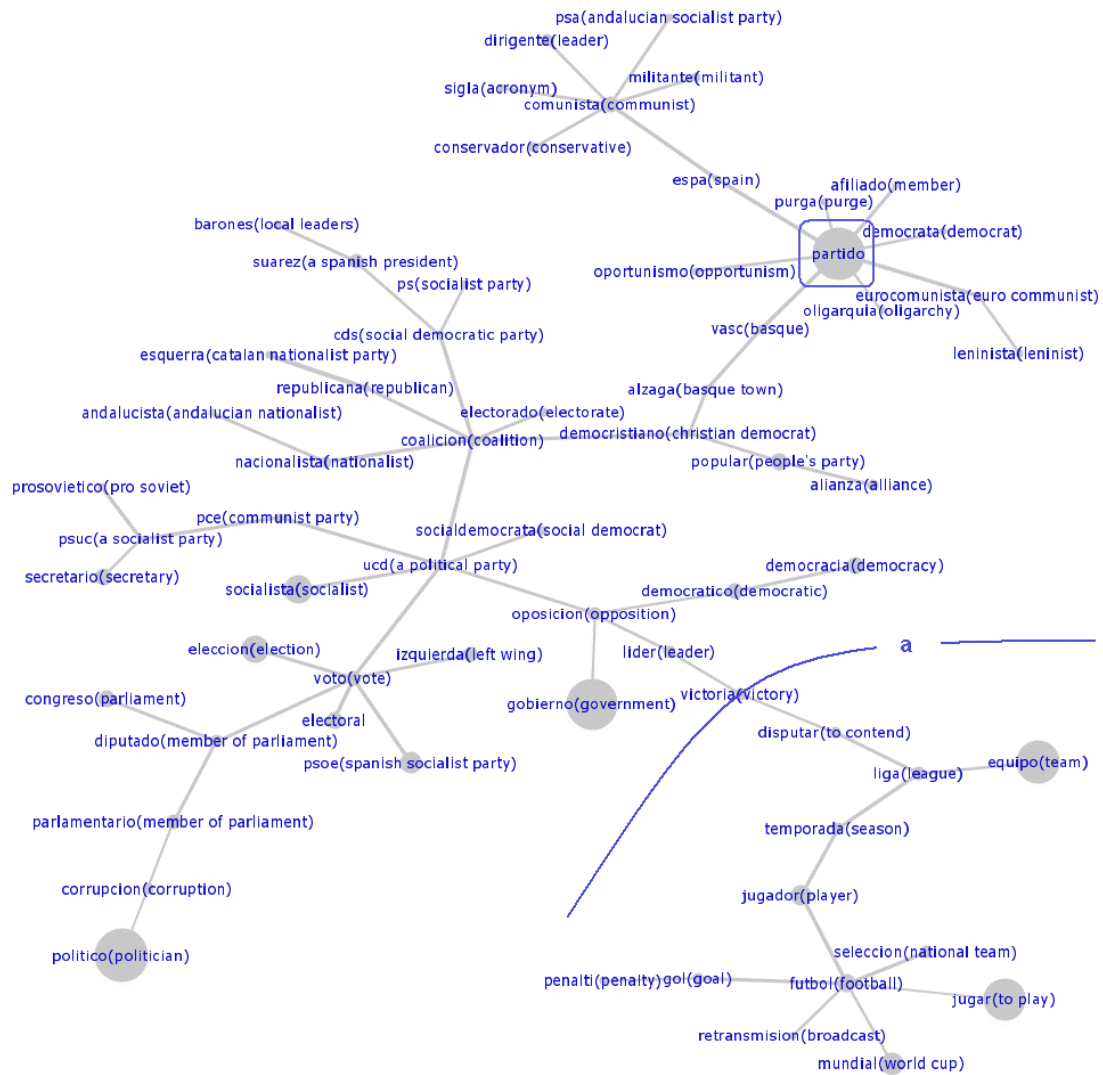 psa(andalucian socialist party)
dirigente(leader)
militante(militant)
sigla(acronym)
comunista(communist)
conservador(conservative)
espa(spain)
afiliado(member)
purga(purge)
barones(local leaders)
democrata(democrat)
partido
suarez(a spanish president)
oportunismo(opportunism)
ps(socialist party)
eurocomunista(euro communist)
oligarquia(oligarchy)
vasc(basque)
cds(social democratic party)
esquerra(catalan nationalist party)
leninista(leninist)
republicana(republican)
alzaga(basque town)
andalucista(andalucian nationalist)
electorado(electorate)
coalicion(coalition)
democristiano(christian democrat)
nacionalista(nationalist)
popular(people's party)
alianza(alliance)
prosovietico(pro soviet)
pce(communist party)
socialdemocrata(social democrat)
psuc(a socialist party)
ucd(a political party)
democracia(democracy)
secretario(secretary)
socialista(socialist)
democratico(democratic)
oposicion(opposition)
eleccion(election)
izquierda(left wing)
lider(leader)
a
voto(vote)
congreso(parliament)
victoria(victory)
gobierno(government)
electoral
disputar(to contend)
diputado(member of parliament)
psoe(spanish socialist party)
equipo(team)
liga(league)
parlamentario(member of parliament)
temporada(season)
corrupcion(corruption)
jugador(player)
politico(politician)
seleccion(national team)
penalti(penalty)
gol(goal)
futbol(football)
jugar(to play)
retransmision(broadcast)
mundial(world cup)